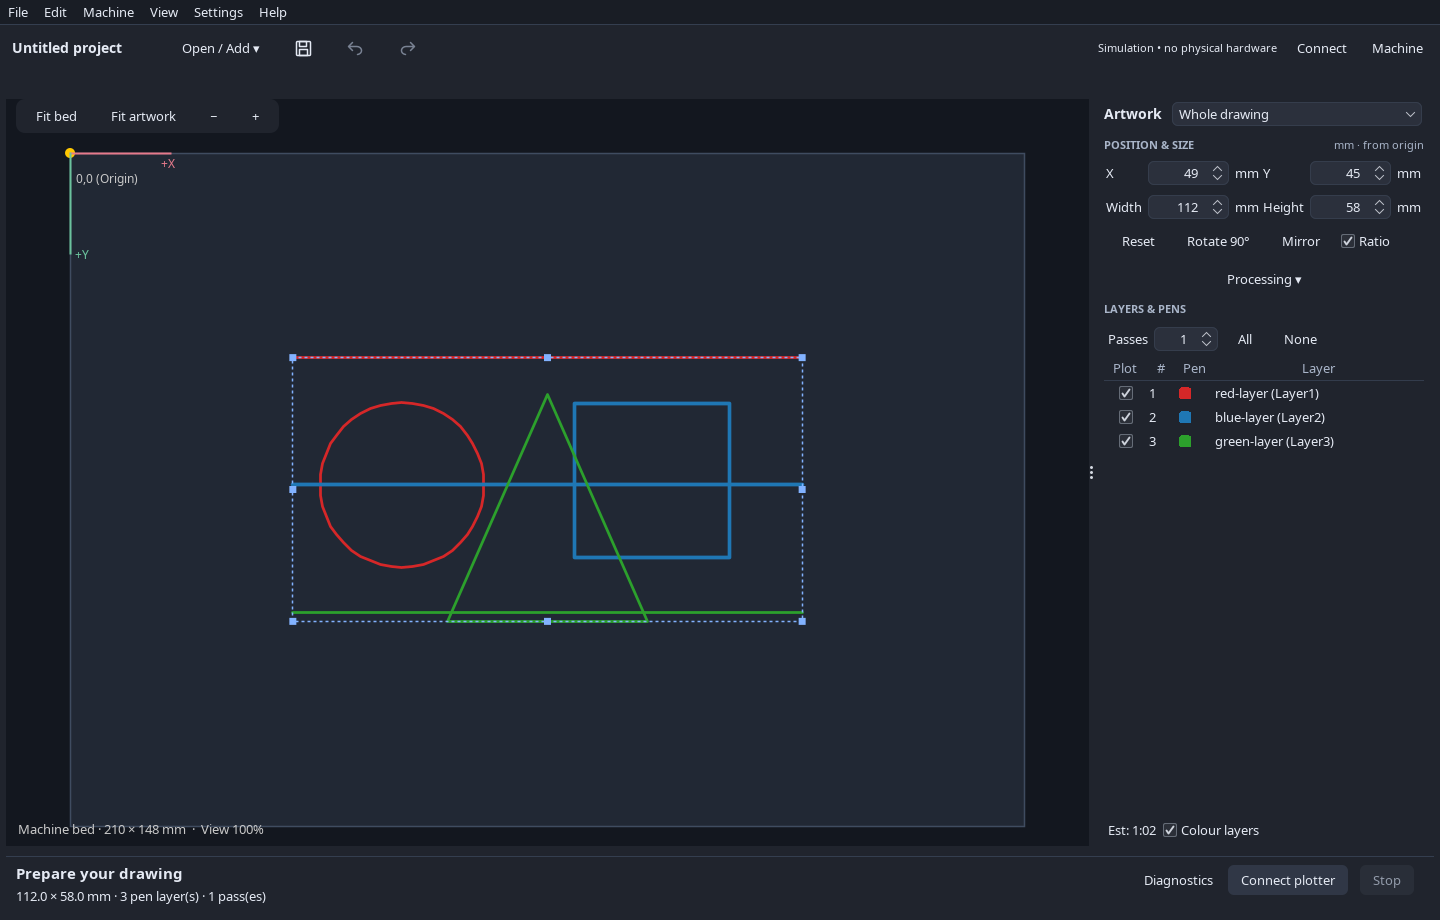 File Edit Machine View Settings Help
Untitled project Open / Add ▾ Simulation • no physical hardware Connect Machine
Fit bed Fit artwork − +
+X
0,0 (Origin)
+Y
Machine bed · 210 × 148 mm · View 100%
Artwork Whole drawing
POSITION & SIZE mm · from origin
X 49 mm Y 45 mm
Width 112 mm Height 58 mm
Reset Rotate 90° Mirror Ratio
Processing ▾
LAYERS & PENS
Passes 1 All None
Plot # Pen Layer
1 red-layer (Layer1)
2 blue-layer (Layer2)
3 green-layer (Layer3)
Est: 1:02 Colour layers
Prepare your drawing
112.0 × 58.0 mm · 3 pen layer(s) · 1 pass(es)
Diagnostics Connect plotter Stop